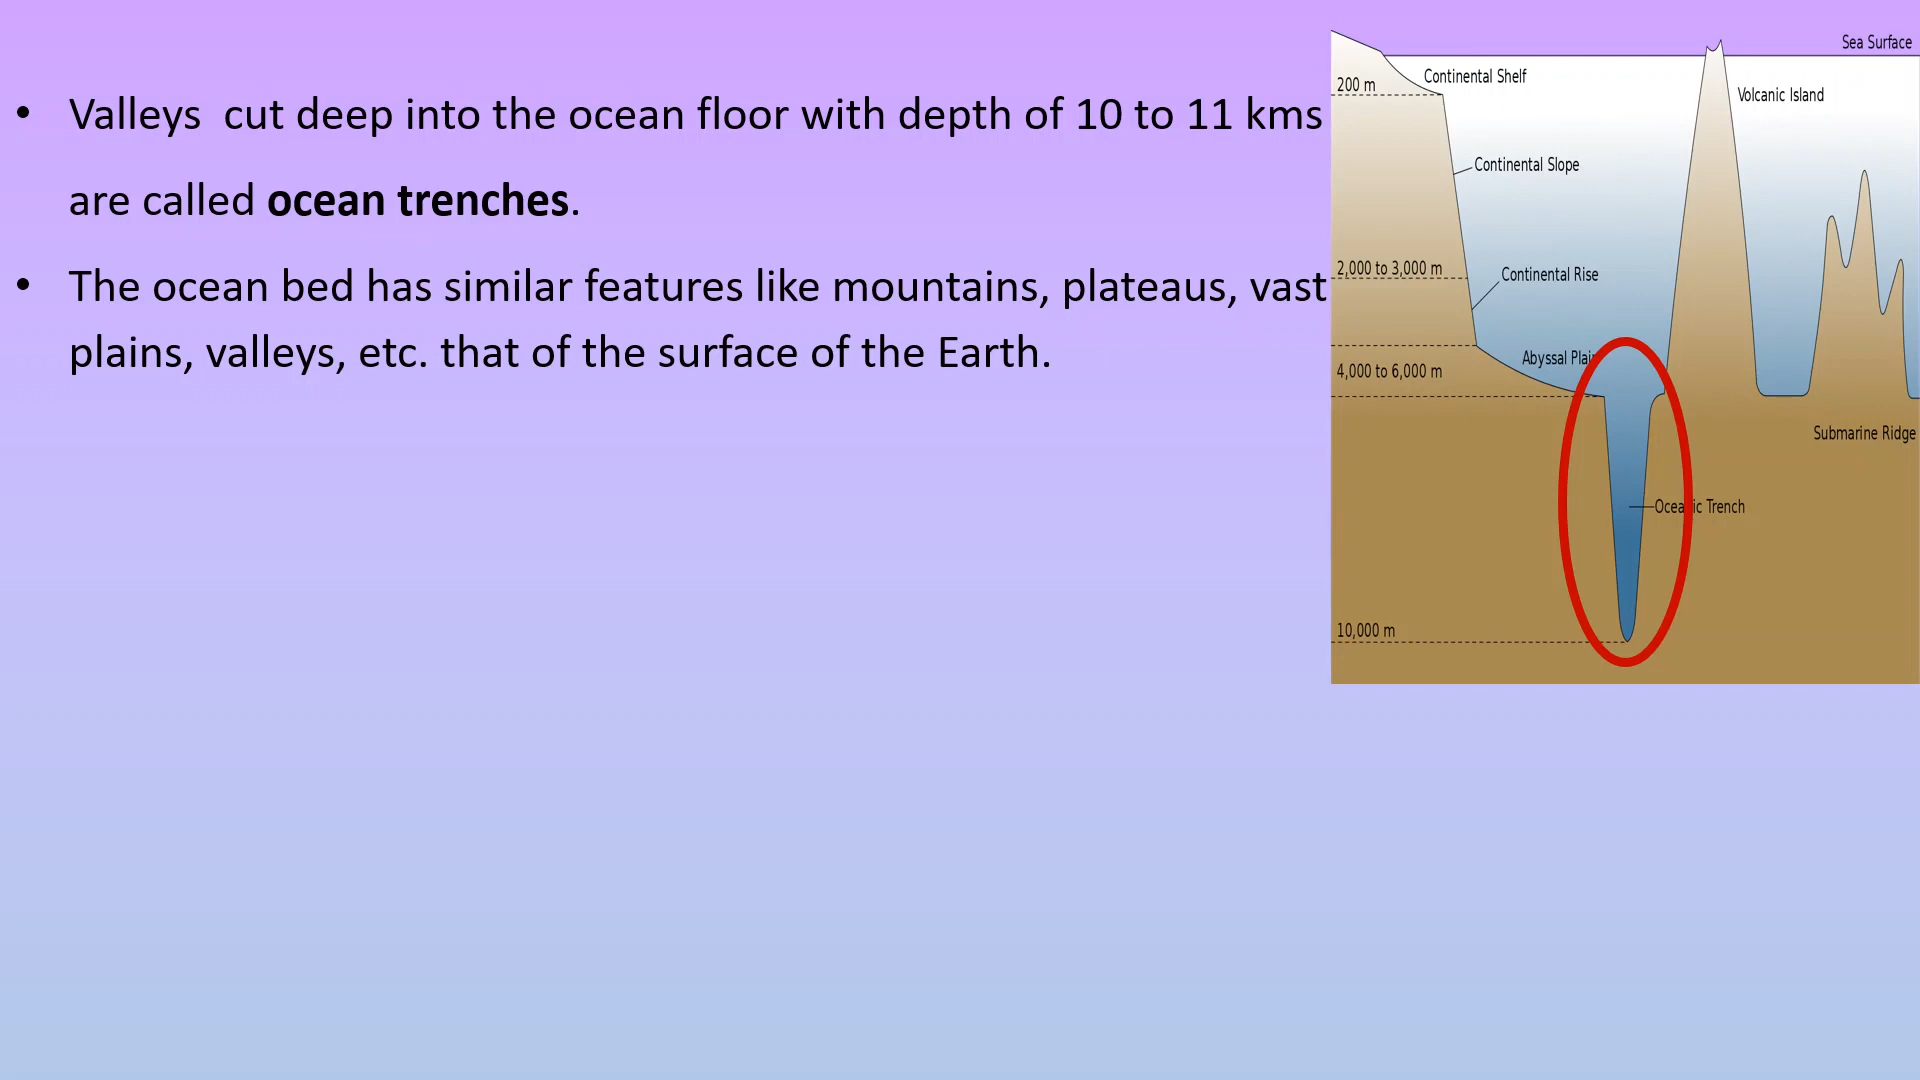 • Valleys  cut deep into the ocean floor with depth of 10 to 11 kms
are called ocean trenches.
• The ocean bed has similar features like mountains, plateaus, vast
plains, valleys, etc. that of the surface of the Earth.
Sea Surface
Continental Shelf
200 m
Volcanic Island
Continental Slope
2,000 to 3,000 m
Continental Rise
Abyssal Plain
4,000 to 6,000 m
Submarine Ridge
Oceanic Trench
10,000 m